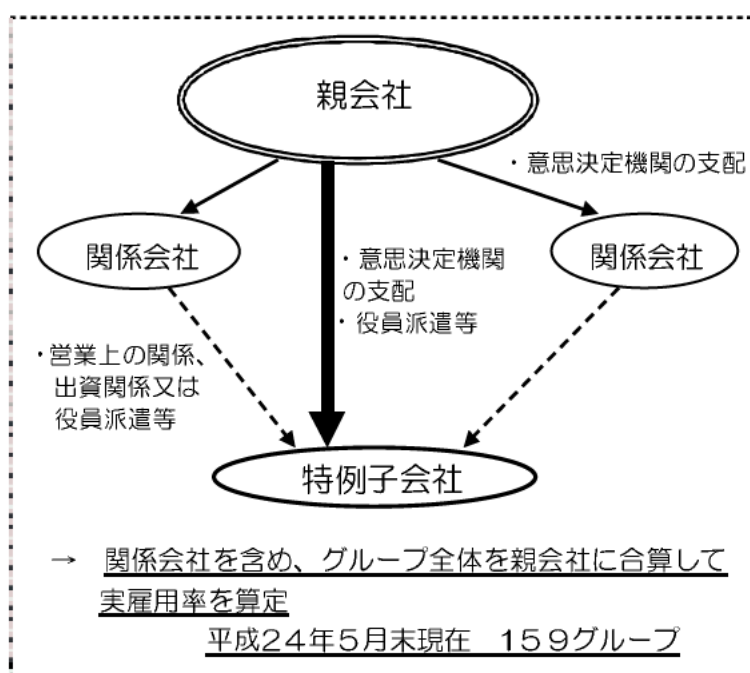 親会社
・意思決定機関の支配
関係会社
・意思決定機関
の支配
・役員派遣等
関係会社
・営業上の関係、
出資関係又は
役員派遣等
特例子会社
→ 関係会社を含め、グループ全体を親会社に合算して
実雇用率を算定
平成24年5月末現在 159グループ